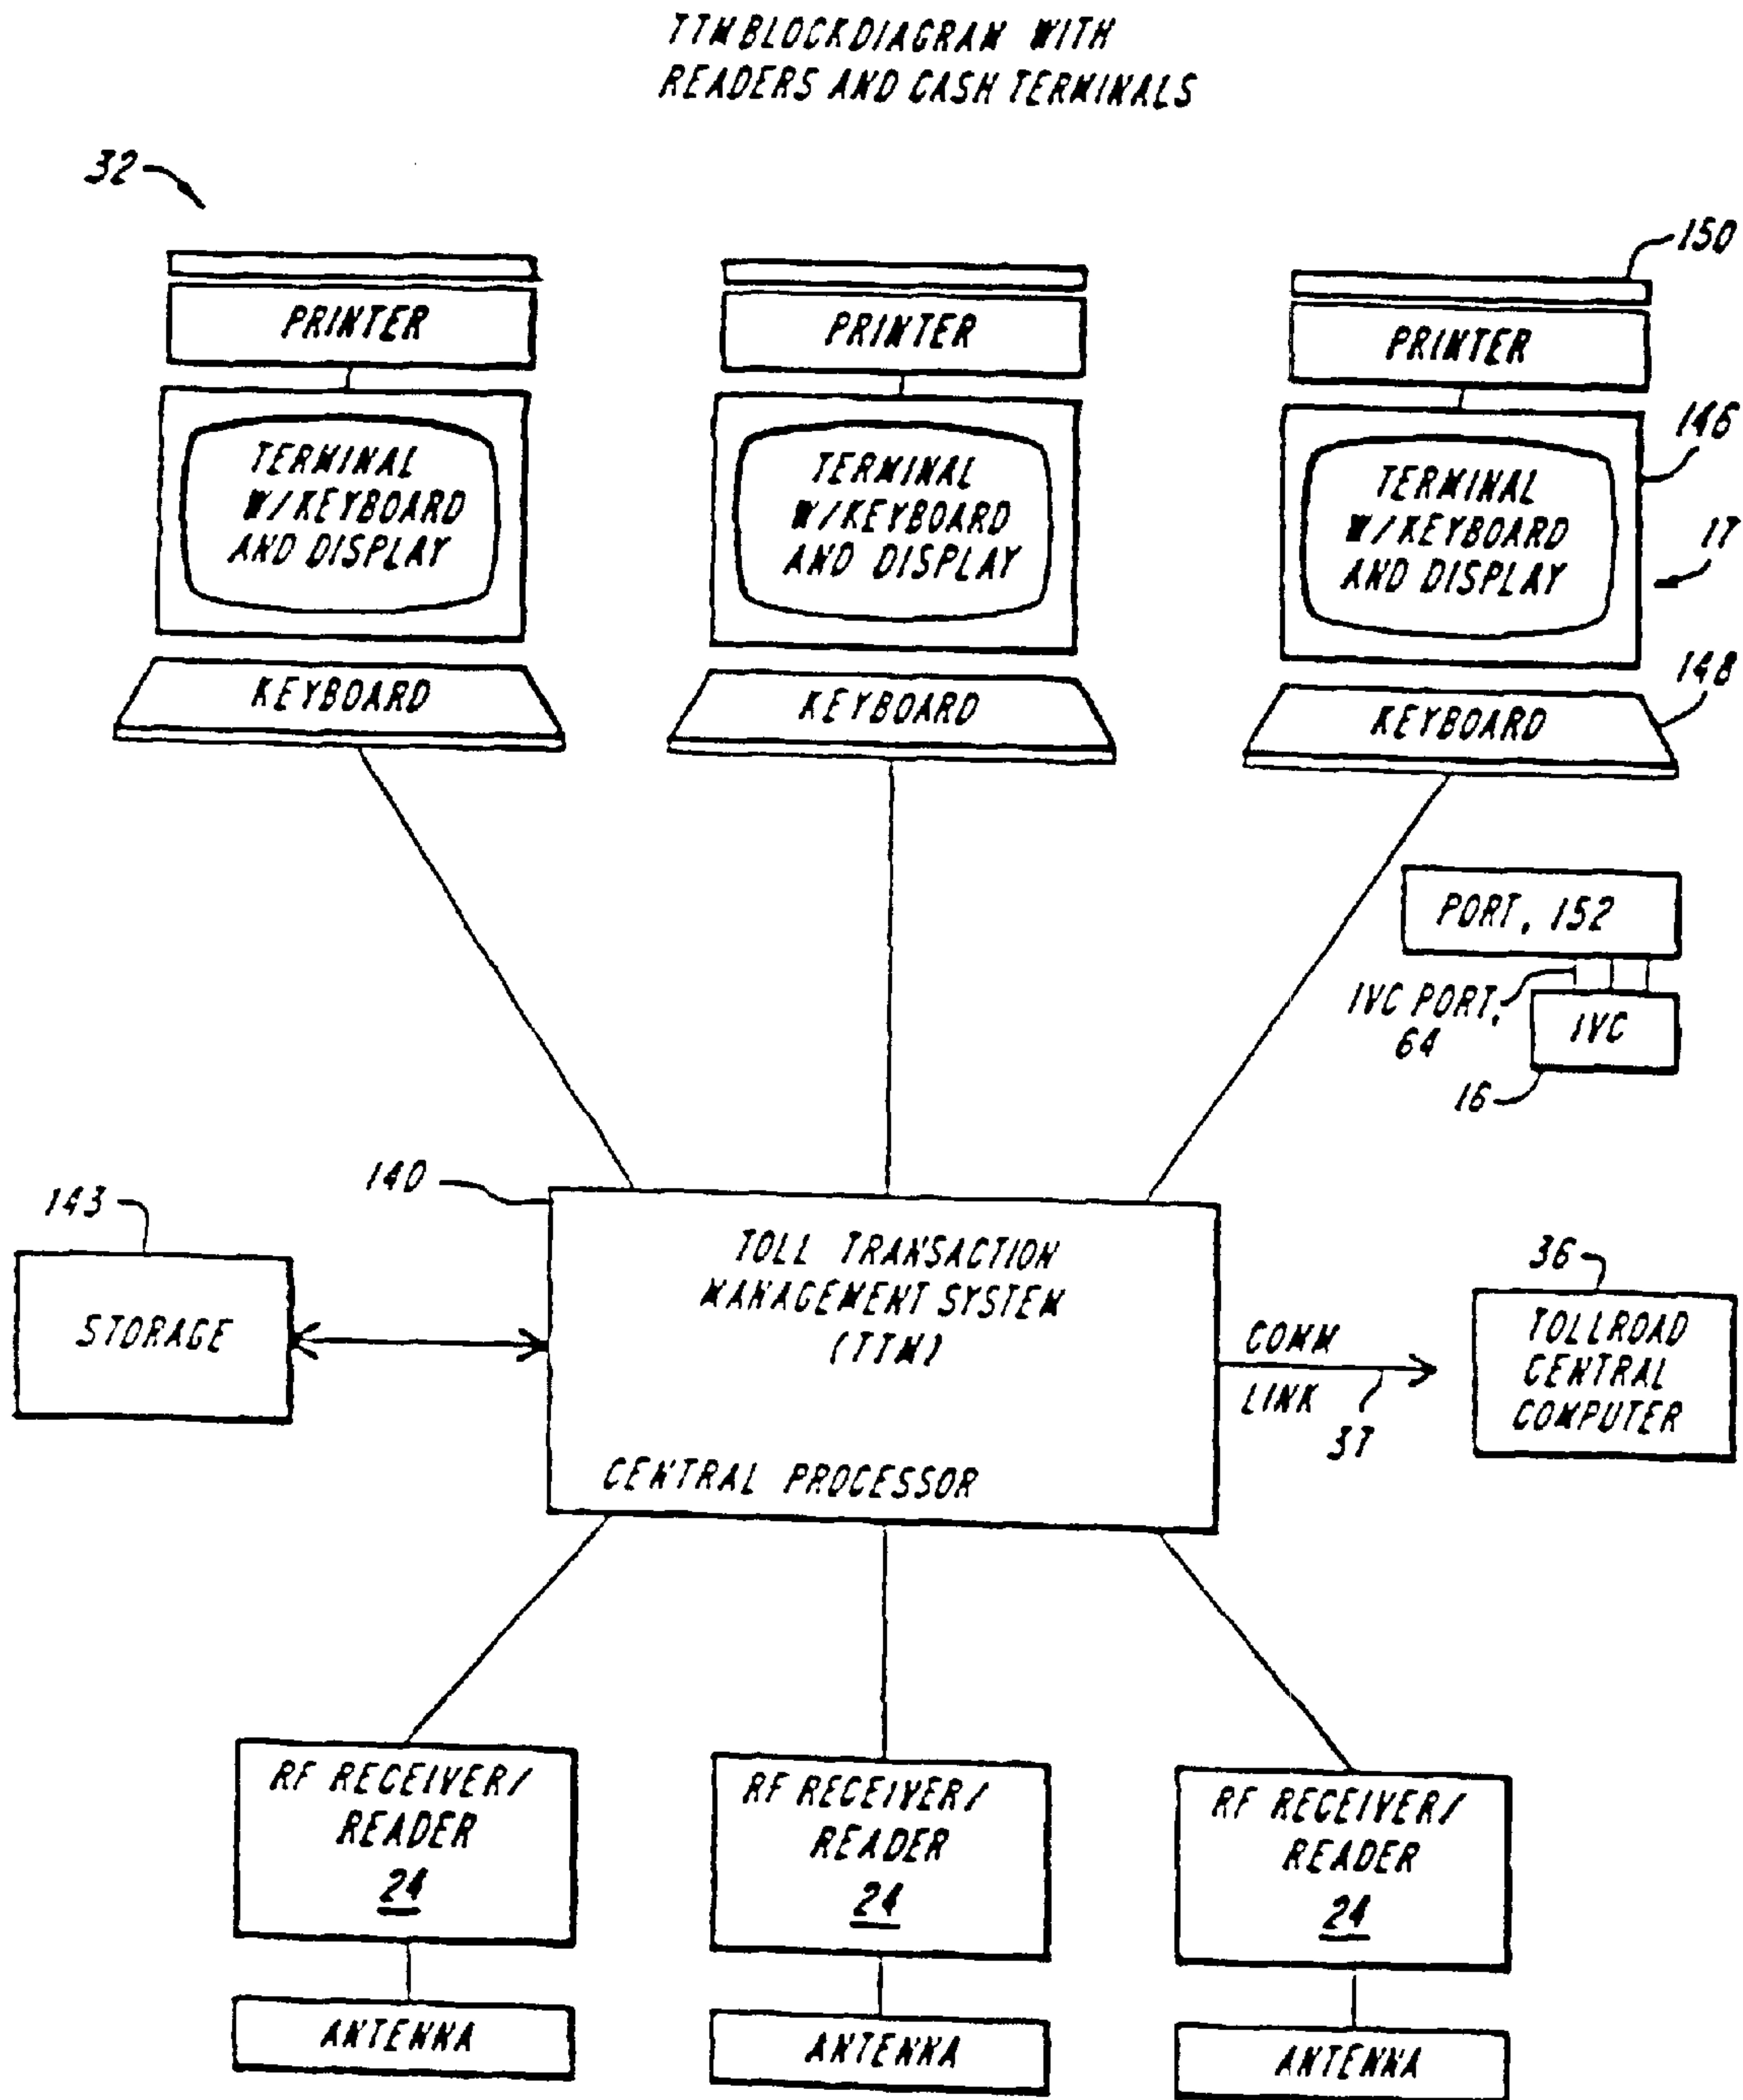 TTM BLOCK DIAGRAM WITH
READERS AND CASH TERMINALS
32
150
PRINTER
PRINTER
PRINTER
146
TERMINAL
W/KEYBOARD
AND DISPLAY
TERMINAL
W/KEYBOARD
AND DISPLAY
TERMINAL
W/KEYBOARD
AND DISPLAY
17
148
KEYBOARD
KEYBOARD
KEYBOARD
PORT, 152
IVC PORT,
64
IVC
16
140
143
TOLL TRANSACTION
MANAGEMENT SYSTEM
(TTM)
CENTRAL PROCESSOR
STORAGE
COMM
LINK
37
36
TOLLROAD
CENTRAL
COMPUTER
RF RECEIVER/
READER
24
RF RECEIVER/
READER
24
RF RECEIVER/
READER
24
ANTENNA
ANTENNA
ANTENNA